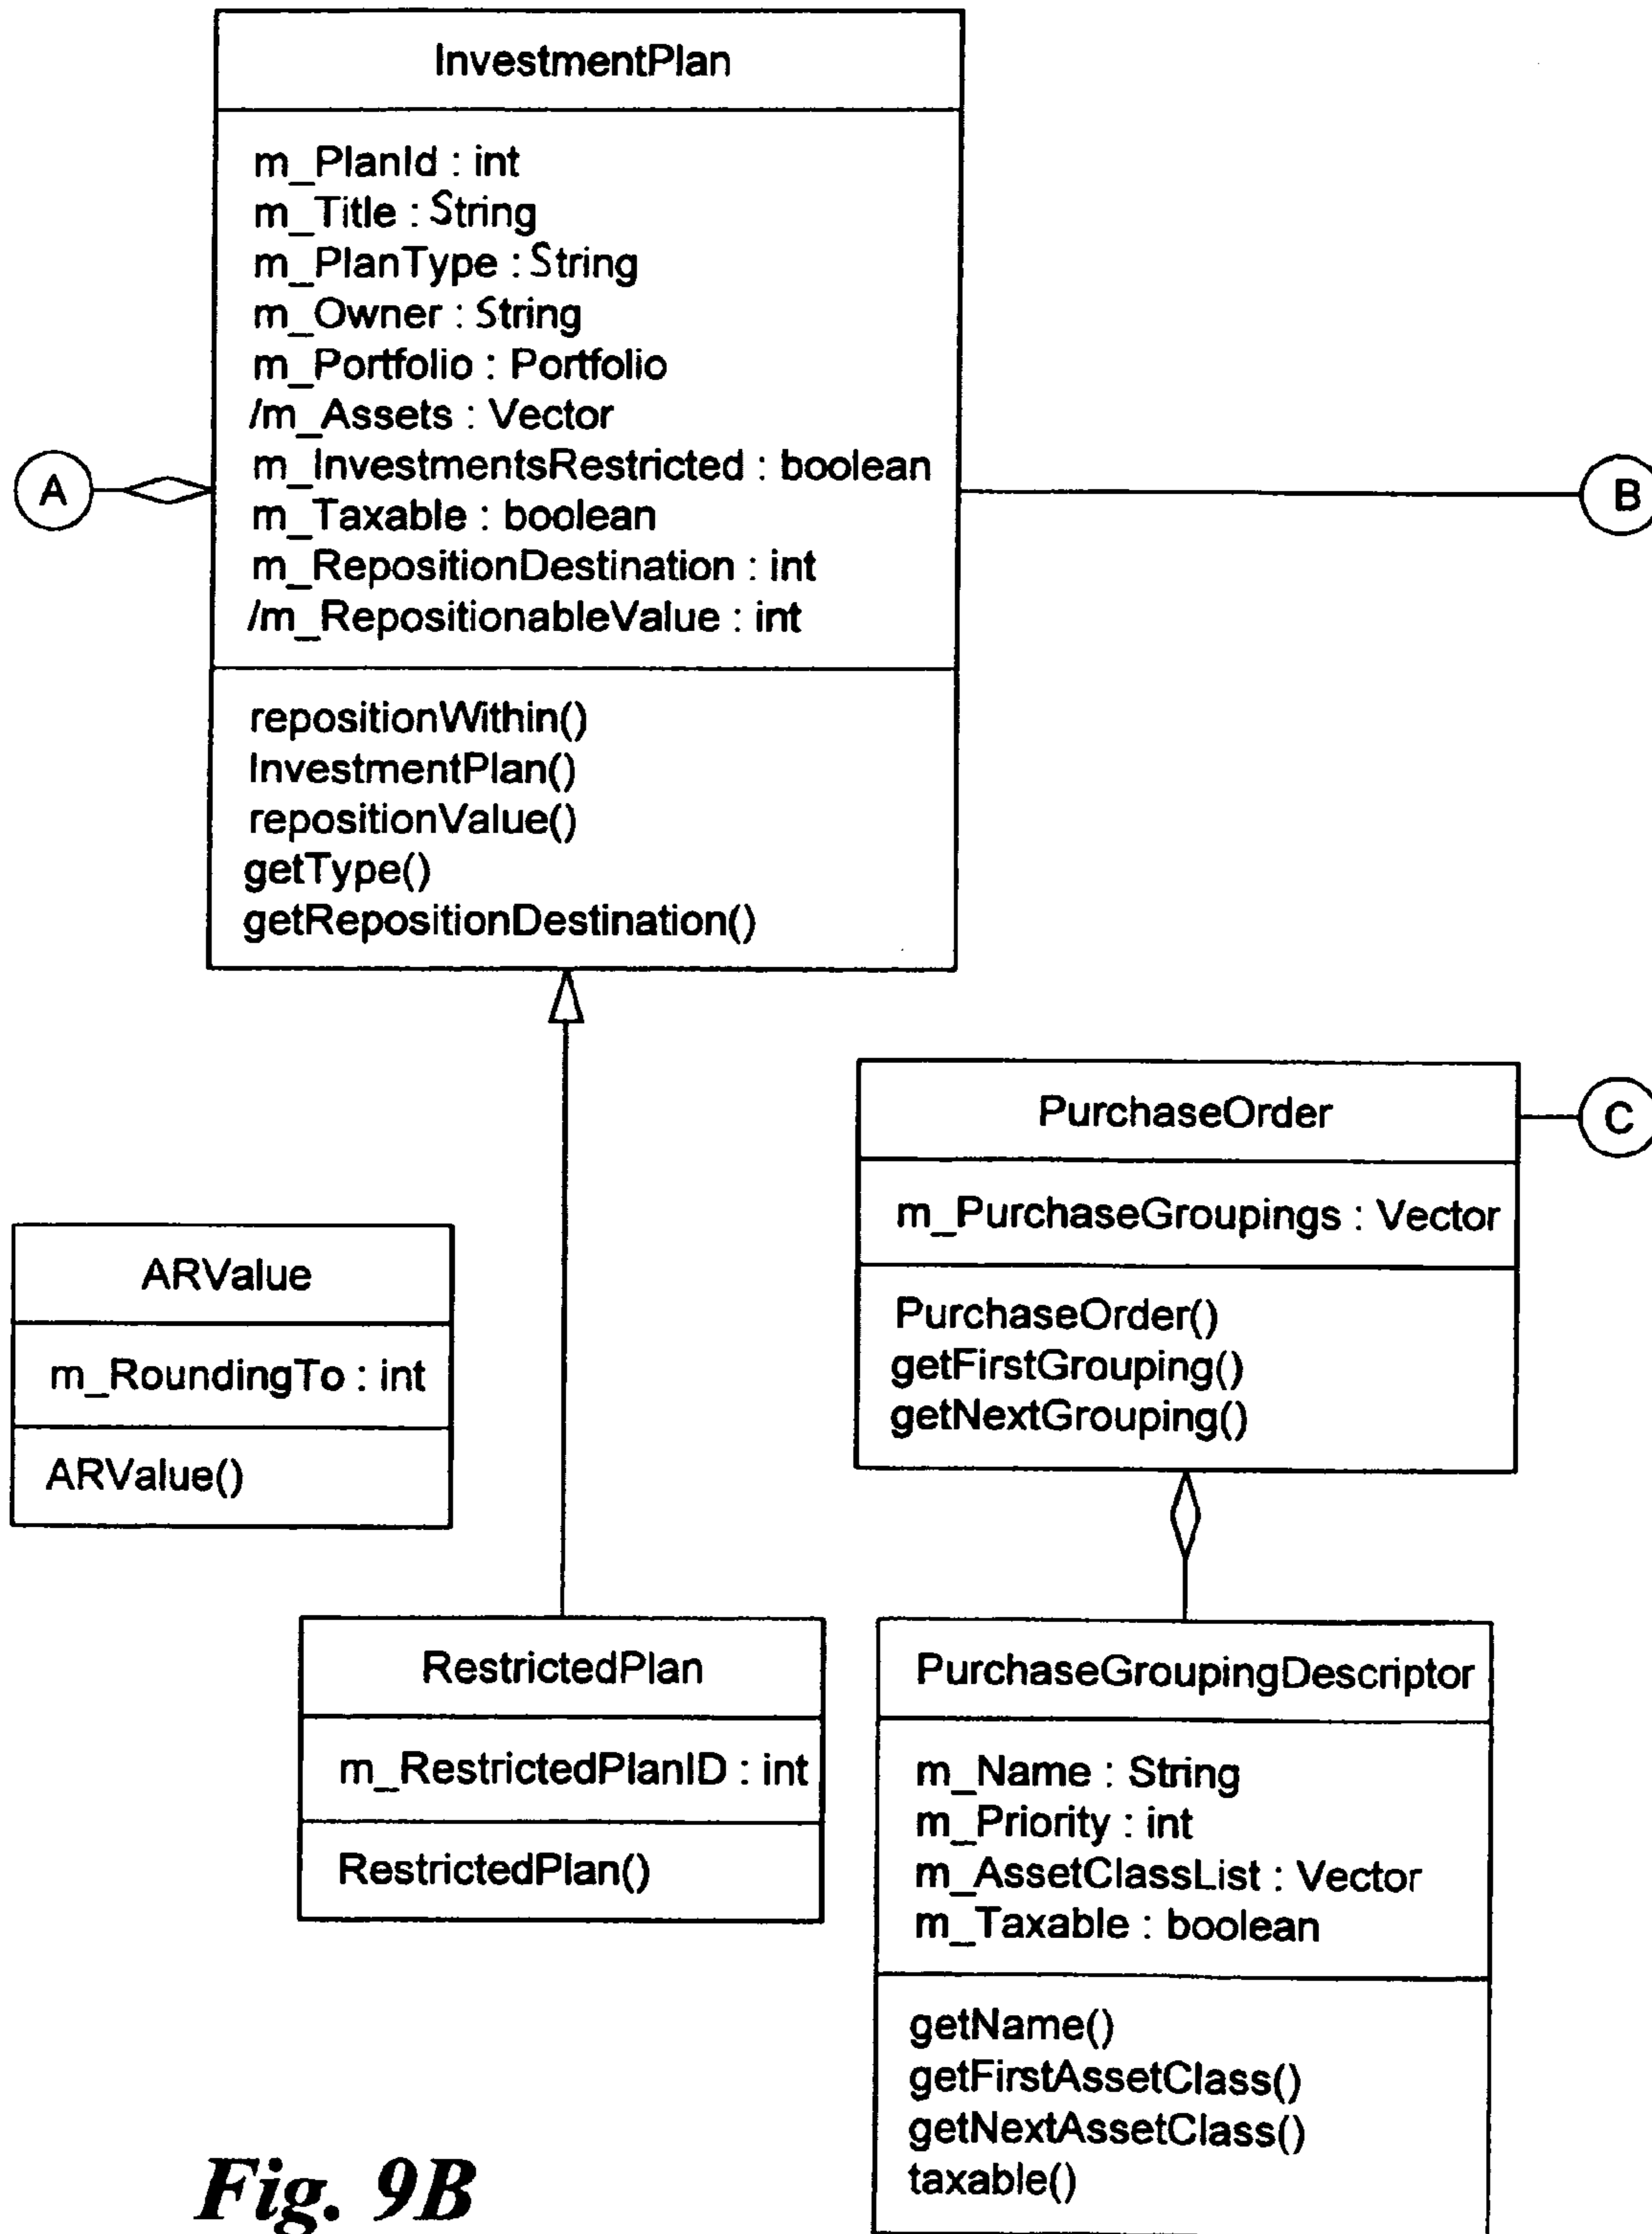 InvestmentPlan
m_PlanId : int
m_Title : String
m_PlanType : String
m_Owner : String
m_Portfolio : Portfolio
/m_Assets : Vector
m_InvestmentsRestricted : boolean
m_Taxable : boolean
m_RepositionDestination : int
/m_RepositionableValue : int
A
B
repositionWithin()
InvestmentPlan()
repositionValue()
getType()
getRepositionDestination()
PurchaseOrder
C
m_PurchaseGroupings : Vector
PurchaseOrder()
getFirstGrouping()
getNextGrouping()
ARValue
m_RoundingTo : int
ARValue()
RestrictedPlan
m_RestrictedPlanID : int
RestrictedPlan()
PurchaseGroupingDescriptor
m_Name : String
m_Priority : int
m_AssetClassList : Vector
m_Taxable : boolean
getName()
getFirstAssetClass()
getNextAssetClass()
taxable()
Fig. 9B